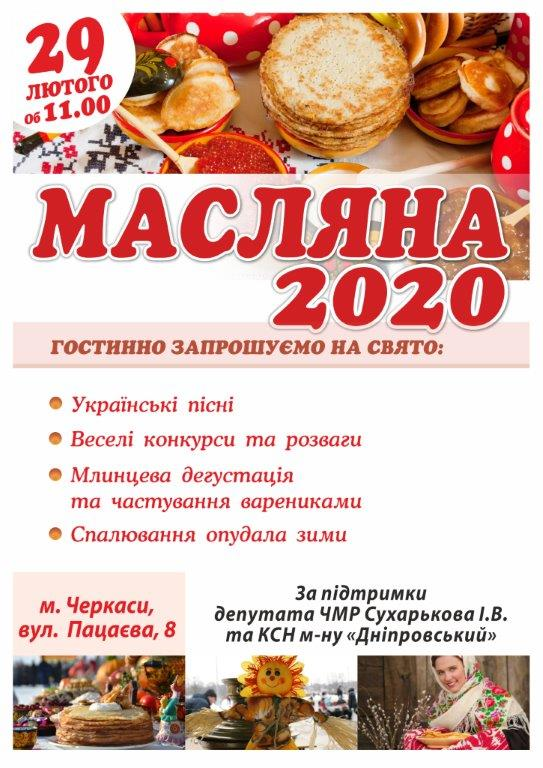 29
ЛЮТОГО
об 11.00
МАСЛЯНА
2020
ГОСТИННО ЗАПРОШУЄМО НА СВЯТО:
Українські пісні
Веселі конкурси та розваги
Млинцева дегустація
та частування варениками
Спалювання опудала зими
м. Черкаси,
вул. Пацаєва, 8
За підтримки
депутата ЧМР Сухарькова І.В.
та КСН м-ну «Дніпровський»